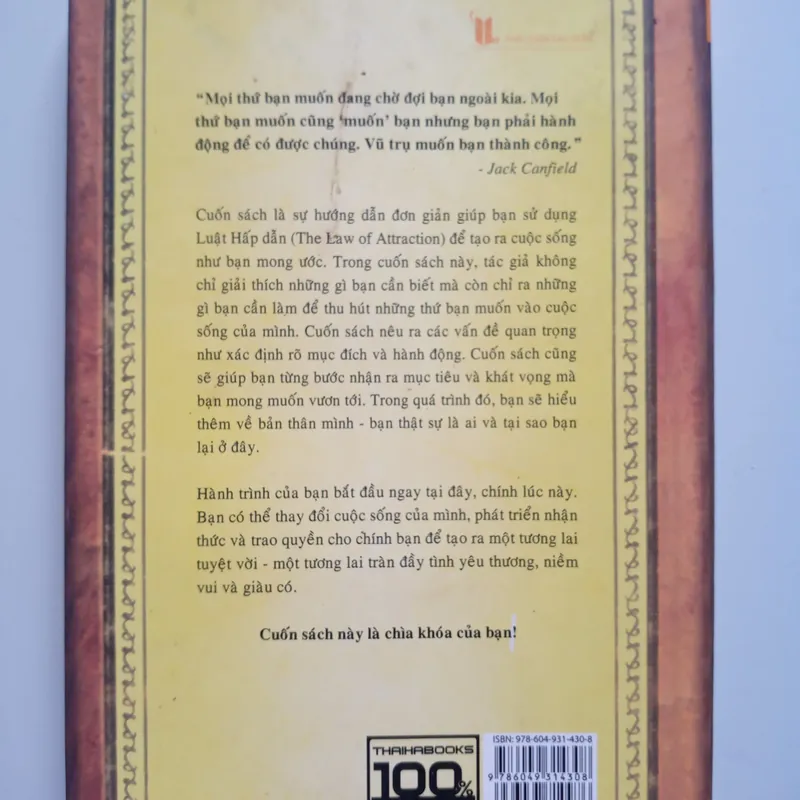 “Mọi thứ bạn muốn đang chờ đợi bạn ngoài kia. Mọi
thứ bạn muốn cũng ‘muốn’ bạn nhưng bạn phải hành
động để có được chúng. Vũ trụ muốn bạn thành công.”
- Jack Canfield
Cuốn sách là sự hướng dẫn đơn giản giúp bạn sử dụng
Luật Hấp dẫn (The Law of Attraction) để tạo ra cuộc sống
như bạn mong ước. Trong cuốn sách này, tác giả không
chỉ giải thích những gì bạn cần biết mà còn chỉ ra những
gì bạn cần làm để thu hút những thứ bạn muốn vào cuộc
sống của mình. Cuốn sách nêu ra các vấn đề quan trọng
như xác định rõ mục đích và hành động. Cuốn sách cũng
sẽ giúp bạn từng bước nhận ra mục tiêu và khát vọng mà
bạn mong muốn vươn tới. Trong quá trình đó, bạn sẽ hiểu
thêm về bản thân mình - bạn thật sự là ai và tại sao bạn
lại ở đây.
Hành trình của bạn bắt đầu ngay tại đây, chính lúc này.
Bạn có thể thay đổi cuộc sống của mình, phát triển nhận
thức và trao quyền cho chính bạn để tạo ra một tương lai
tuyệt vời - một tương lai tràn đầy tình yêu thương, niềm
vui và giàu có.
Cuốn sách này là chìa khóa của bạn!
THAIHABOOKS
100%
ISBN: 978-604-931-430-8
9 786049 314308